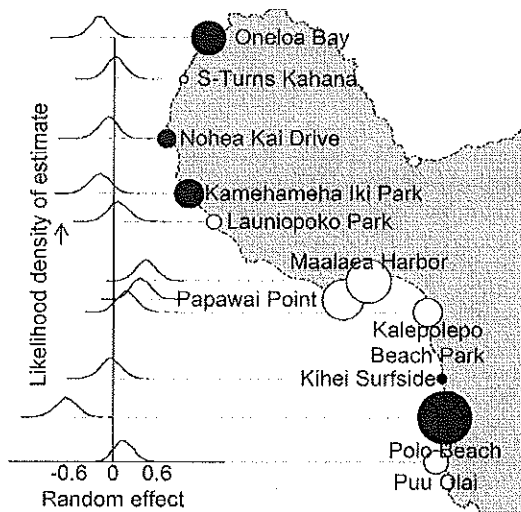 Oneloa Bay
S-Turns Kahana
Nohea Kai Drive
Kamehameha Iki Park
Launiopoko Park
Maalaea Harbor
Papawai Point
Kalepolepo
Beach Park
Kihei Surfside
Polo Beach
Puu Olai
Likelihood density of estimate
-0.6 0 0.6
Random effect